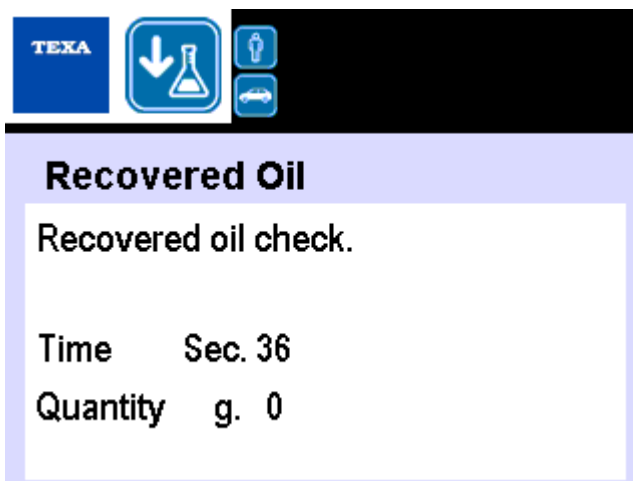 TEXA
Recovered Oil
Recovered oil check.
Time Sec. 36
Quantity g. 0